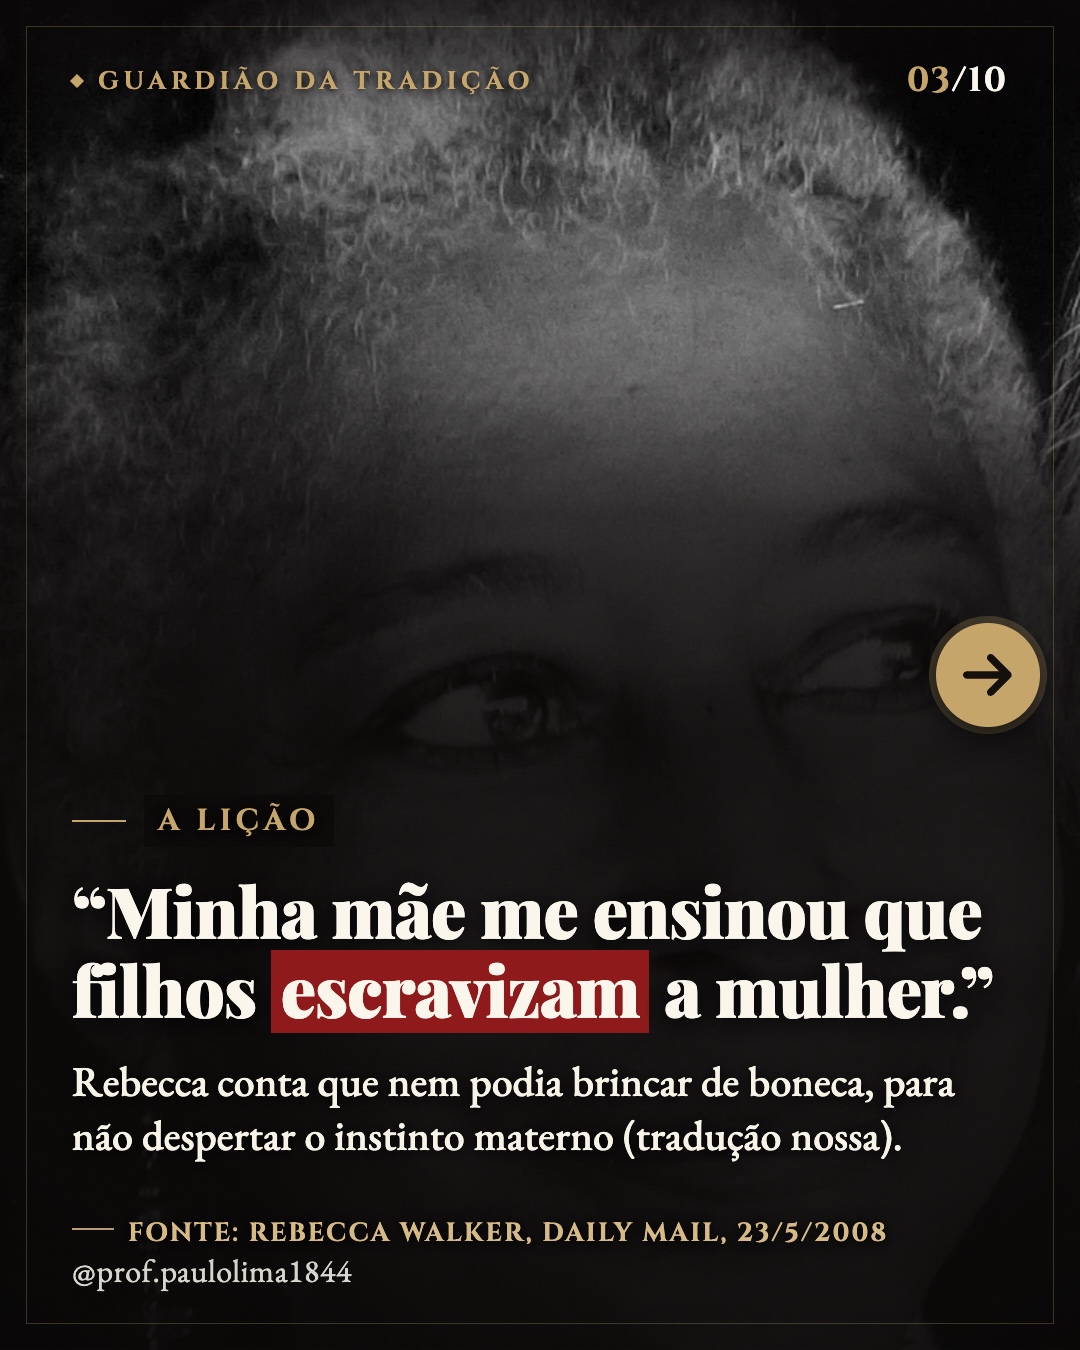 GUARDIÃO DA TRADIÇÃO
03/10
A LIÇÃO
“Minha mãe me ensinou que
filhos escravizam a mulher.”
Rebecca conta que nem podia brincar de boneca, para
não despertar o instinto materno (tradução nossa).
FONTE: REBECCA WALKER, DAILY MAIL, 23/5/2008
@prof.paulolima1844